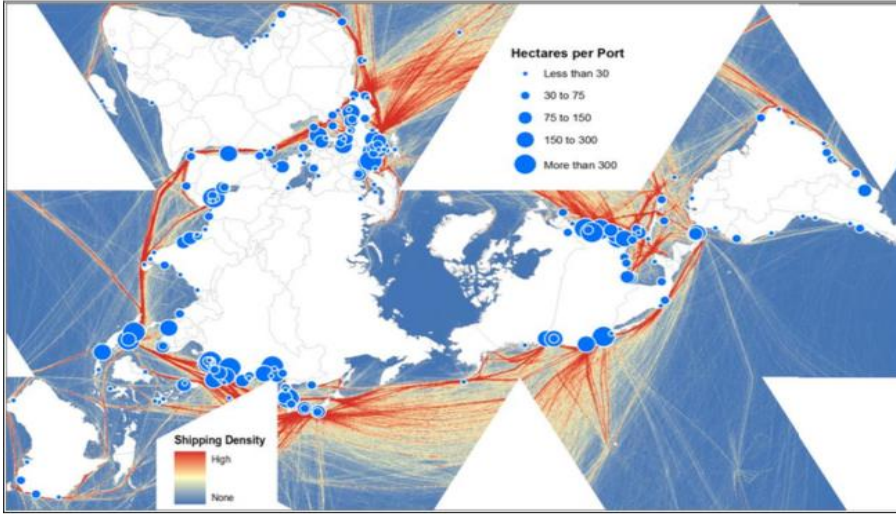 Hectares per Port
Less than 30
30 to 75
75 to 150
150 to 300
More than 300
Shipping Density
High
None